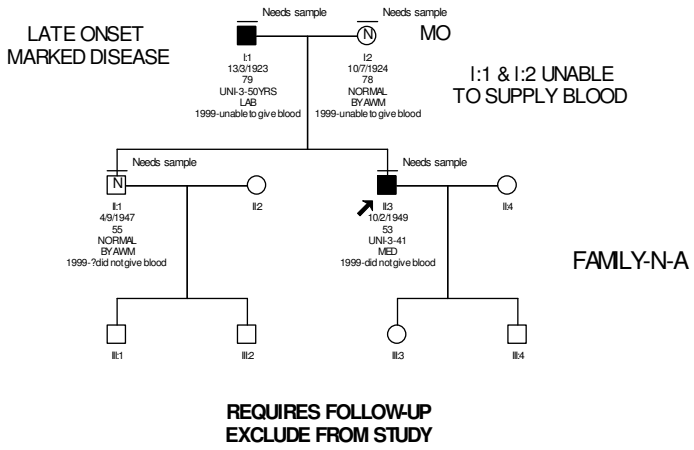 Needs sample
Needs sample
LATE ONSET
MARKED DISEASE
N
MO
I:1
13/3/1923
79
UNI-3-50YRS
LAB
1999-unable to give blood
I:2
10/7/1924
78
NORMAL
BY AWM
1999-unable to give blood
I:1 & I:2 UNABLE
TO SUPPLY BLOOD
Needs sample
Needs sample
N
II:1
4/9/1947
55
NORMAL
BY AWM
1999-?did not give blood
II:2
II:3
10/2/1949
53
UNI-3-41
MED
1999-did not give blood
II:4
FAMILY-N-A
III:1
III:2
III:3
III:4
REQUIRES FOLLOW-UP
EXCLUDE FROM STUDY